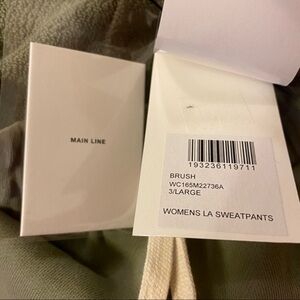 MAIN LINE
193236119711
BRUSH
WC165M22736A
3/LARGE
WOMENS LA SWEATPANTS